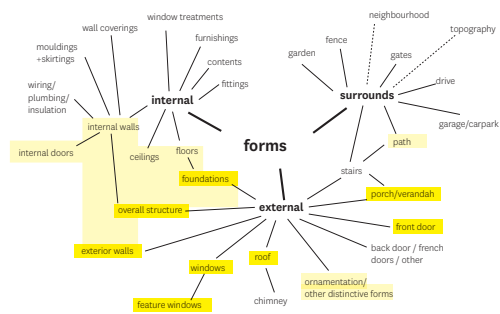 window treatments
neighbourhood
wall coverings
topography
furnishings
fence
mouldings
+skirtings
garden
gates
contents
fittings
drive
wiring/
plumbing/
insulation
internal
surrounds
garage/carpark
internal walls
path
forms
internal doors
ceilings
floors
stairs
foundations
porch/verandah
overall structure
external
front door
exterior walls
back door / french
doors / other
roof
windows
ornamentation/
other distinctive forms
chimney
feature windows